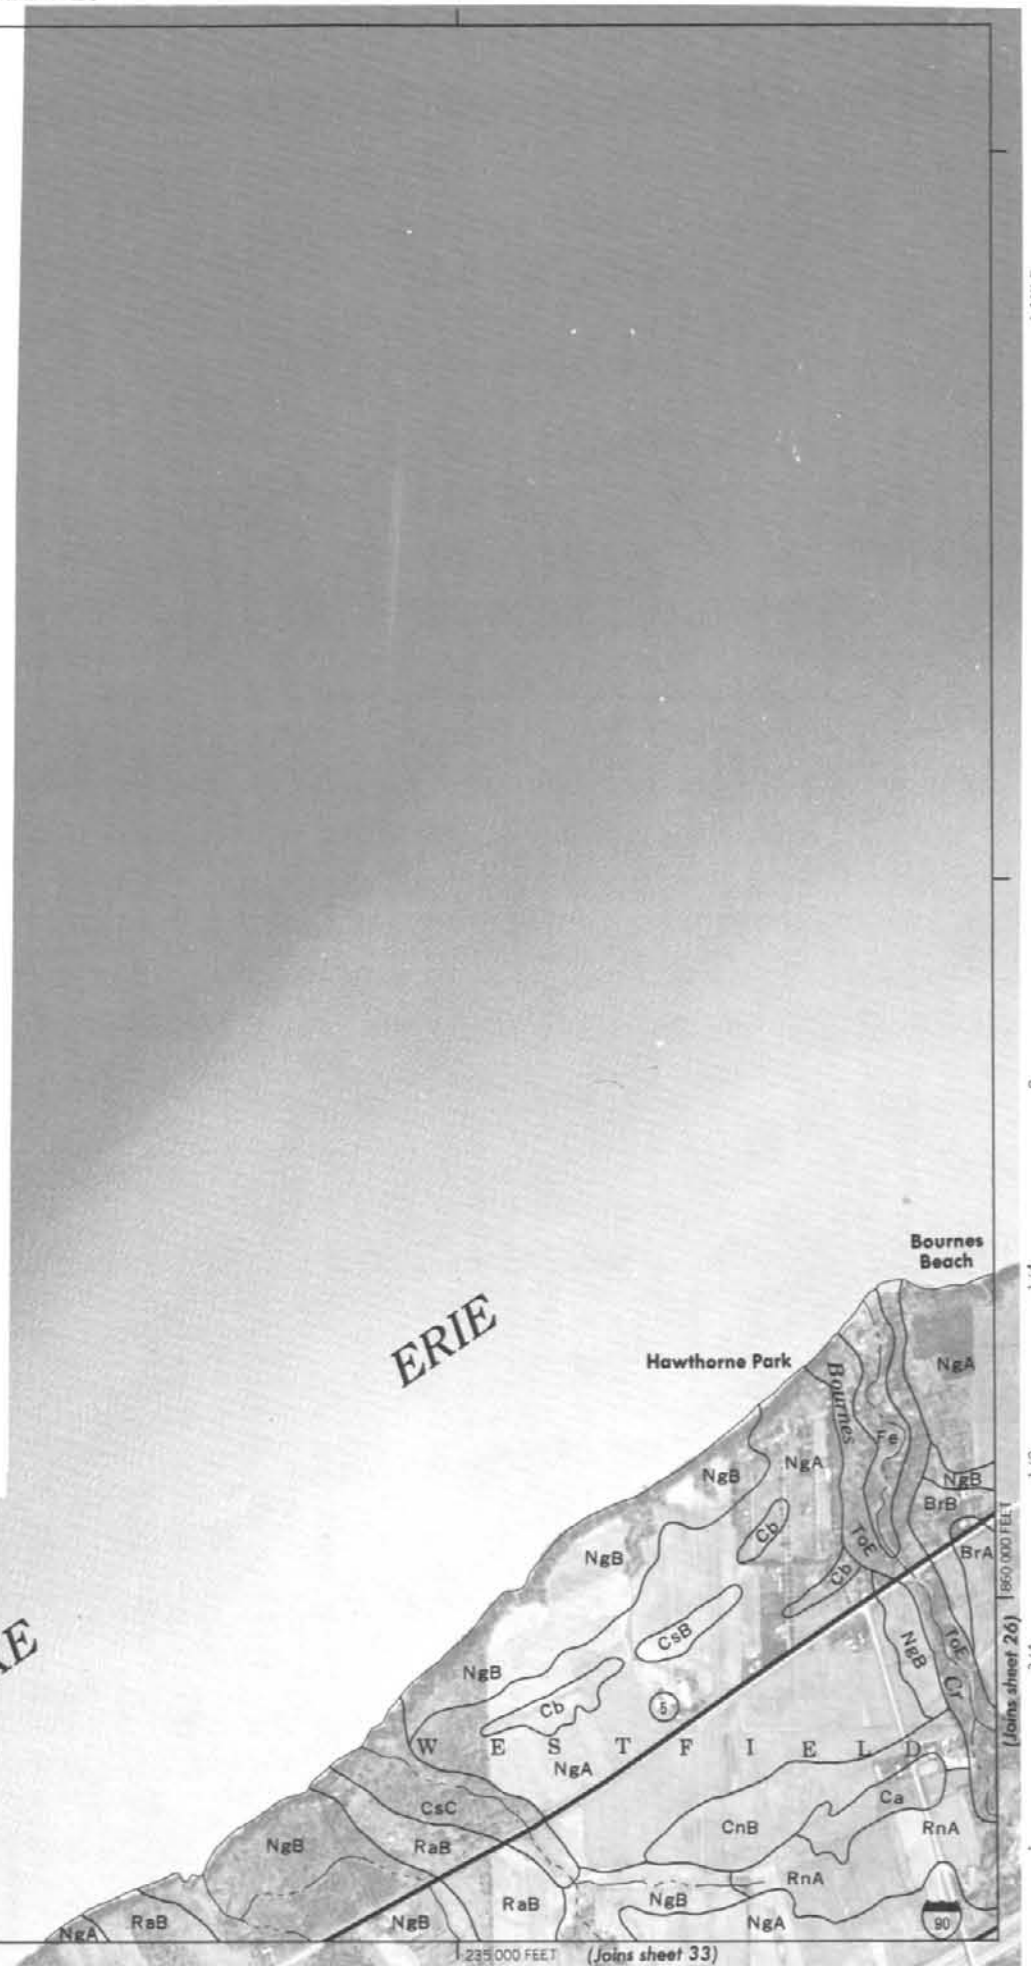 Bournes
Beach
ERIE
Hawthorne Park
NgA
Bournes
Fe
NgA
NgB
NgB
BrB
Cb
860 000 FEET
NgB
ToE
BrA
Cb
CsB
NgB
ToE
NgB
Cr
(Joins sheet 26)
Cb
5
W E S T F I E L D
NgA
Ca
CsC
CnB
RnA
NgB
RaB
RnA
NgB
RaB
NgA
RaB
NgB
NgA
90
235 000 FEET
(Joins sheet 33)